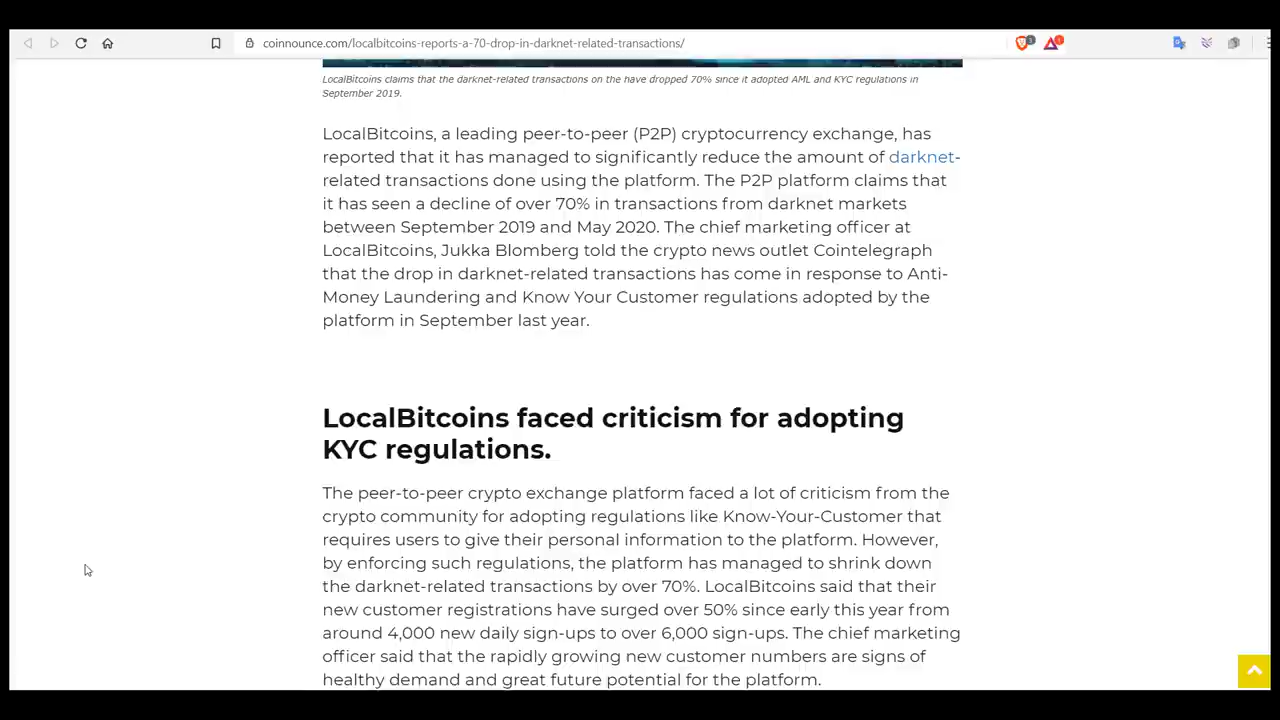 coinnounce.com/localbitcoins-reports-a-70-drop-in-darknet-related-transactions/
LocalBitcoins claims that the darknet-related transactions on the have dropped 70% since it adopted AML and KYC regulations in
September 2019.
LocalBitcoins, a leading peer-to-peer (P2P) cryptocurrency exchange, has
reported that it has managed to significantly reduce the amount of darknet-
related transactions done using the platform. The P2P platform claims that
it has seen a decline of over 70% in transactions from darknet markets
between September 2019 and May 2020. The chief marketing officer at
LocalBitcoins, Jukka Blomberg told the crypto news outlet Cointelegraph
that the drop in darknet-related transactions has come in response to Anti-
Money Laundering and Know Your Customer regulations adopted by the
platform in September last year.
LocalBitcoins faced criticism for adopting
KYC regulations.
The peer-to-peer crypto exchange platform faced a lot of criticism from the
crypto community for adopting regulations like Know-Your-Customer that
requires users to give their personal information to the platform. However,
by enforcing such regulations, the platform has managed to shrink down
the darknet-related transactions by over 70%. LocalBitcoins said that their
new customer registrations have surged over 50% since early this year from
around 4,000 new daily sign-ups to over 6,000 sign-ups. The chief marketing
officer said that the rapidly growing new customer numbers are signs of
healthy demand and great future potential for the platform.